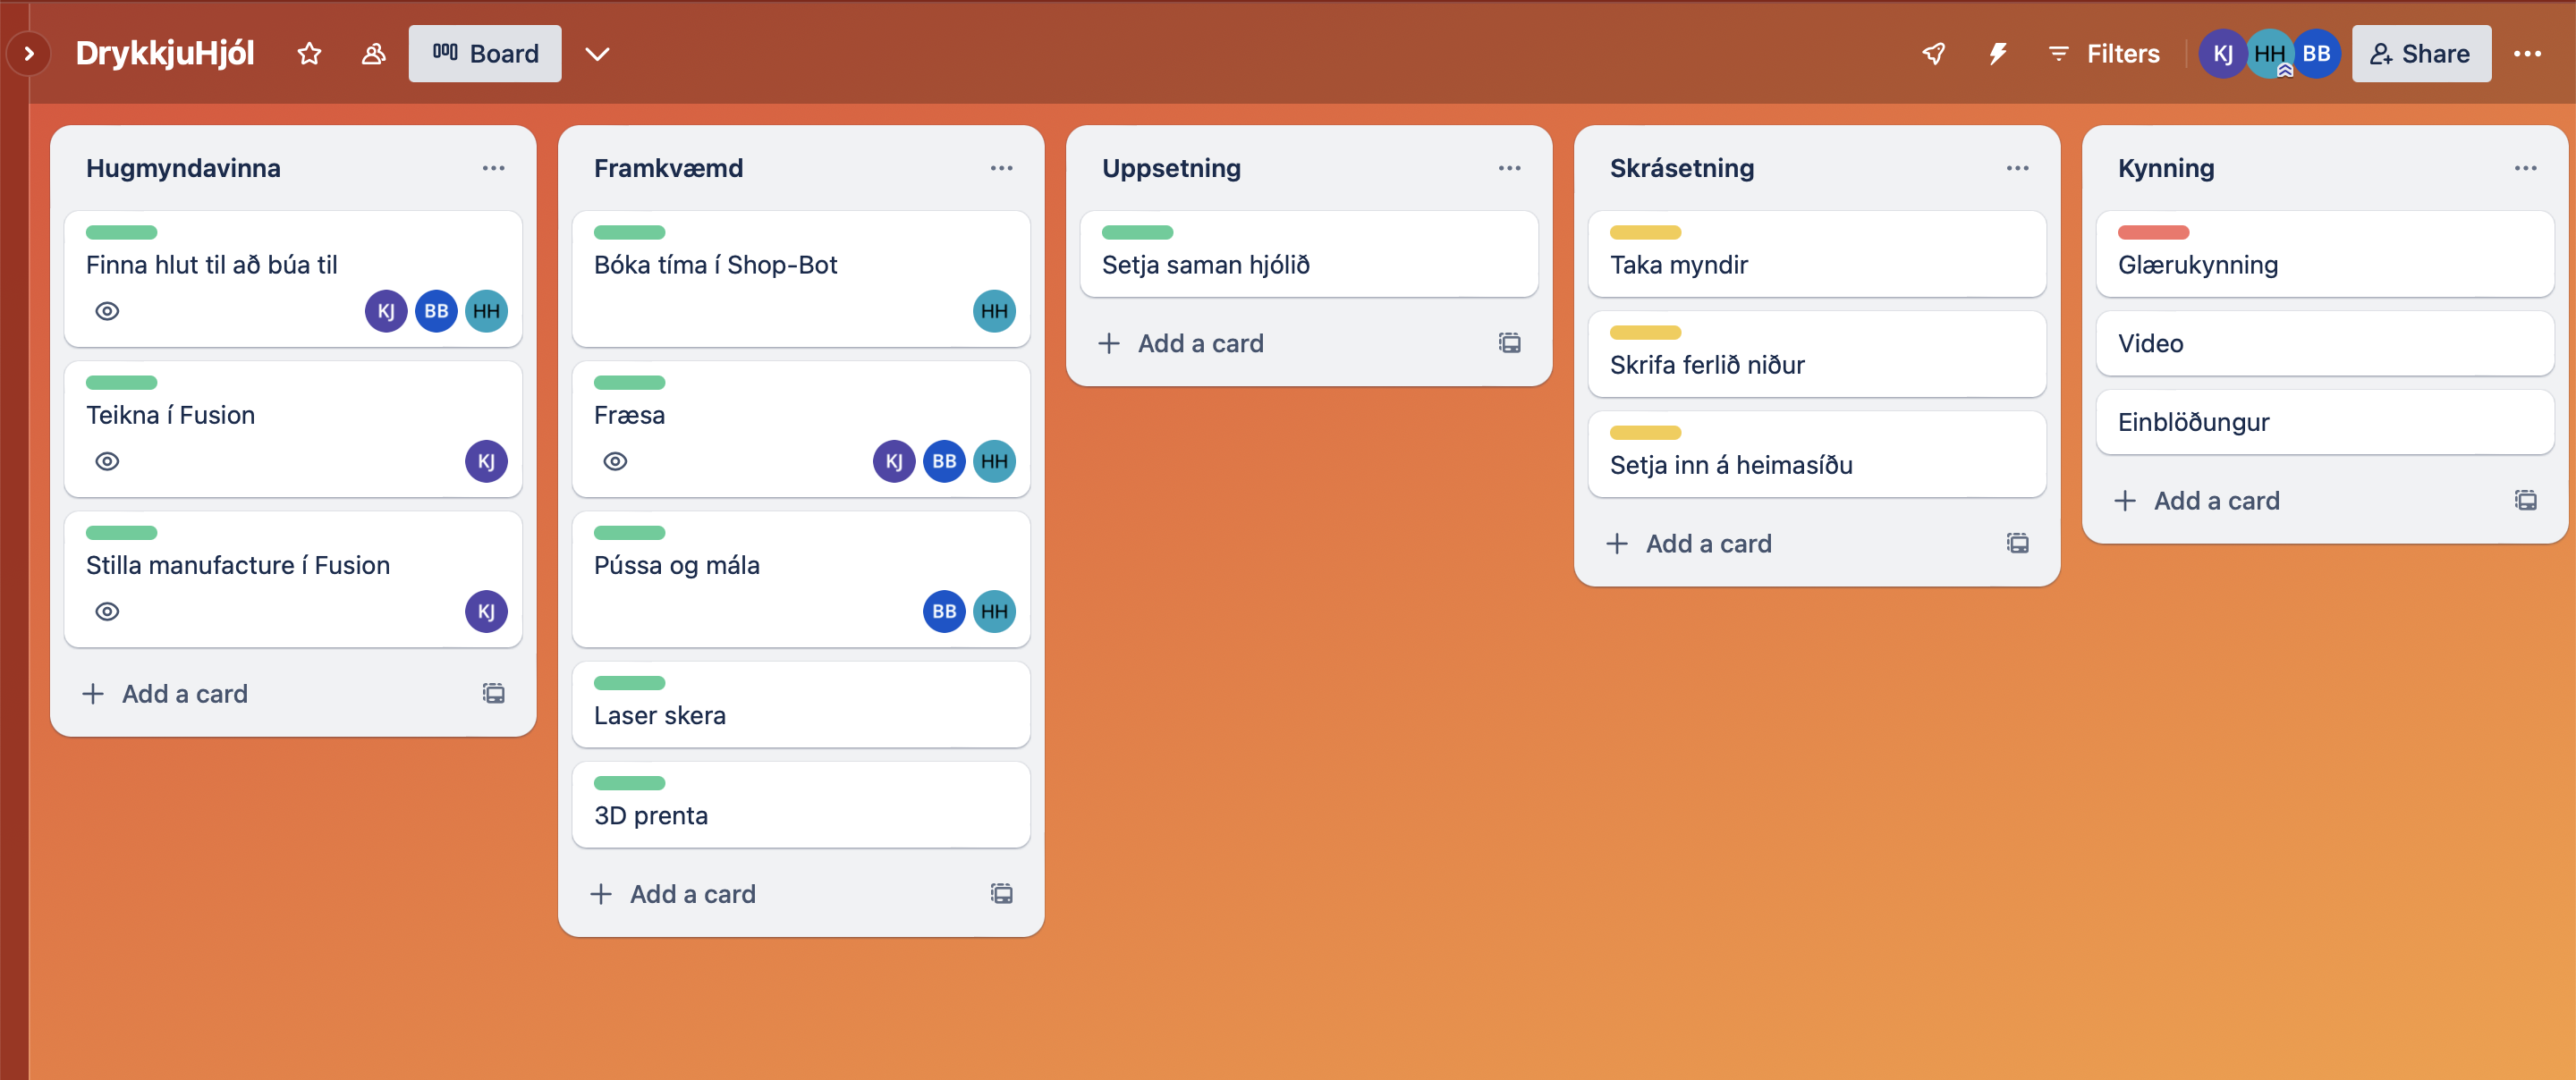 DrykkjuHjól
Board
Filters
KJ
HH
BB
Share
Hugmyndavinna
Finna hlut til að búa til
KJ
BB
HH
Teikna í Fusion
KJ
Stilla manufacture í Fusion
KJ
Add a card
Framkvæmd
Bóka tíma í Shop-Bot
HH
Fræsa
KJ
BB
HH
Pússa og mála
BB
HH
Laser skera
3D prenta
Add a card
Uppsetning
Setja saman hjólið
Add a card
Skrásetning
Taka myndir
Skrifa ferlið niður
Setja inn á heimasíðu
Add a card
Kynning
Glærukynning
Video
Einblöðungur
Add a card